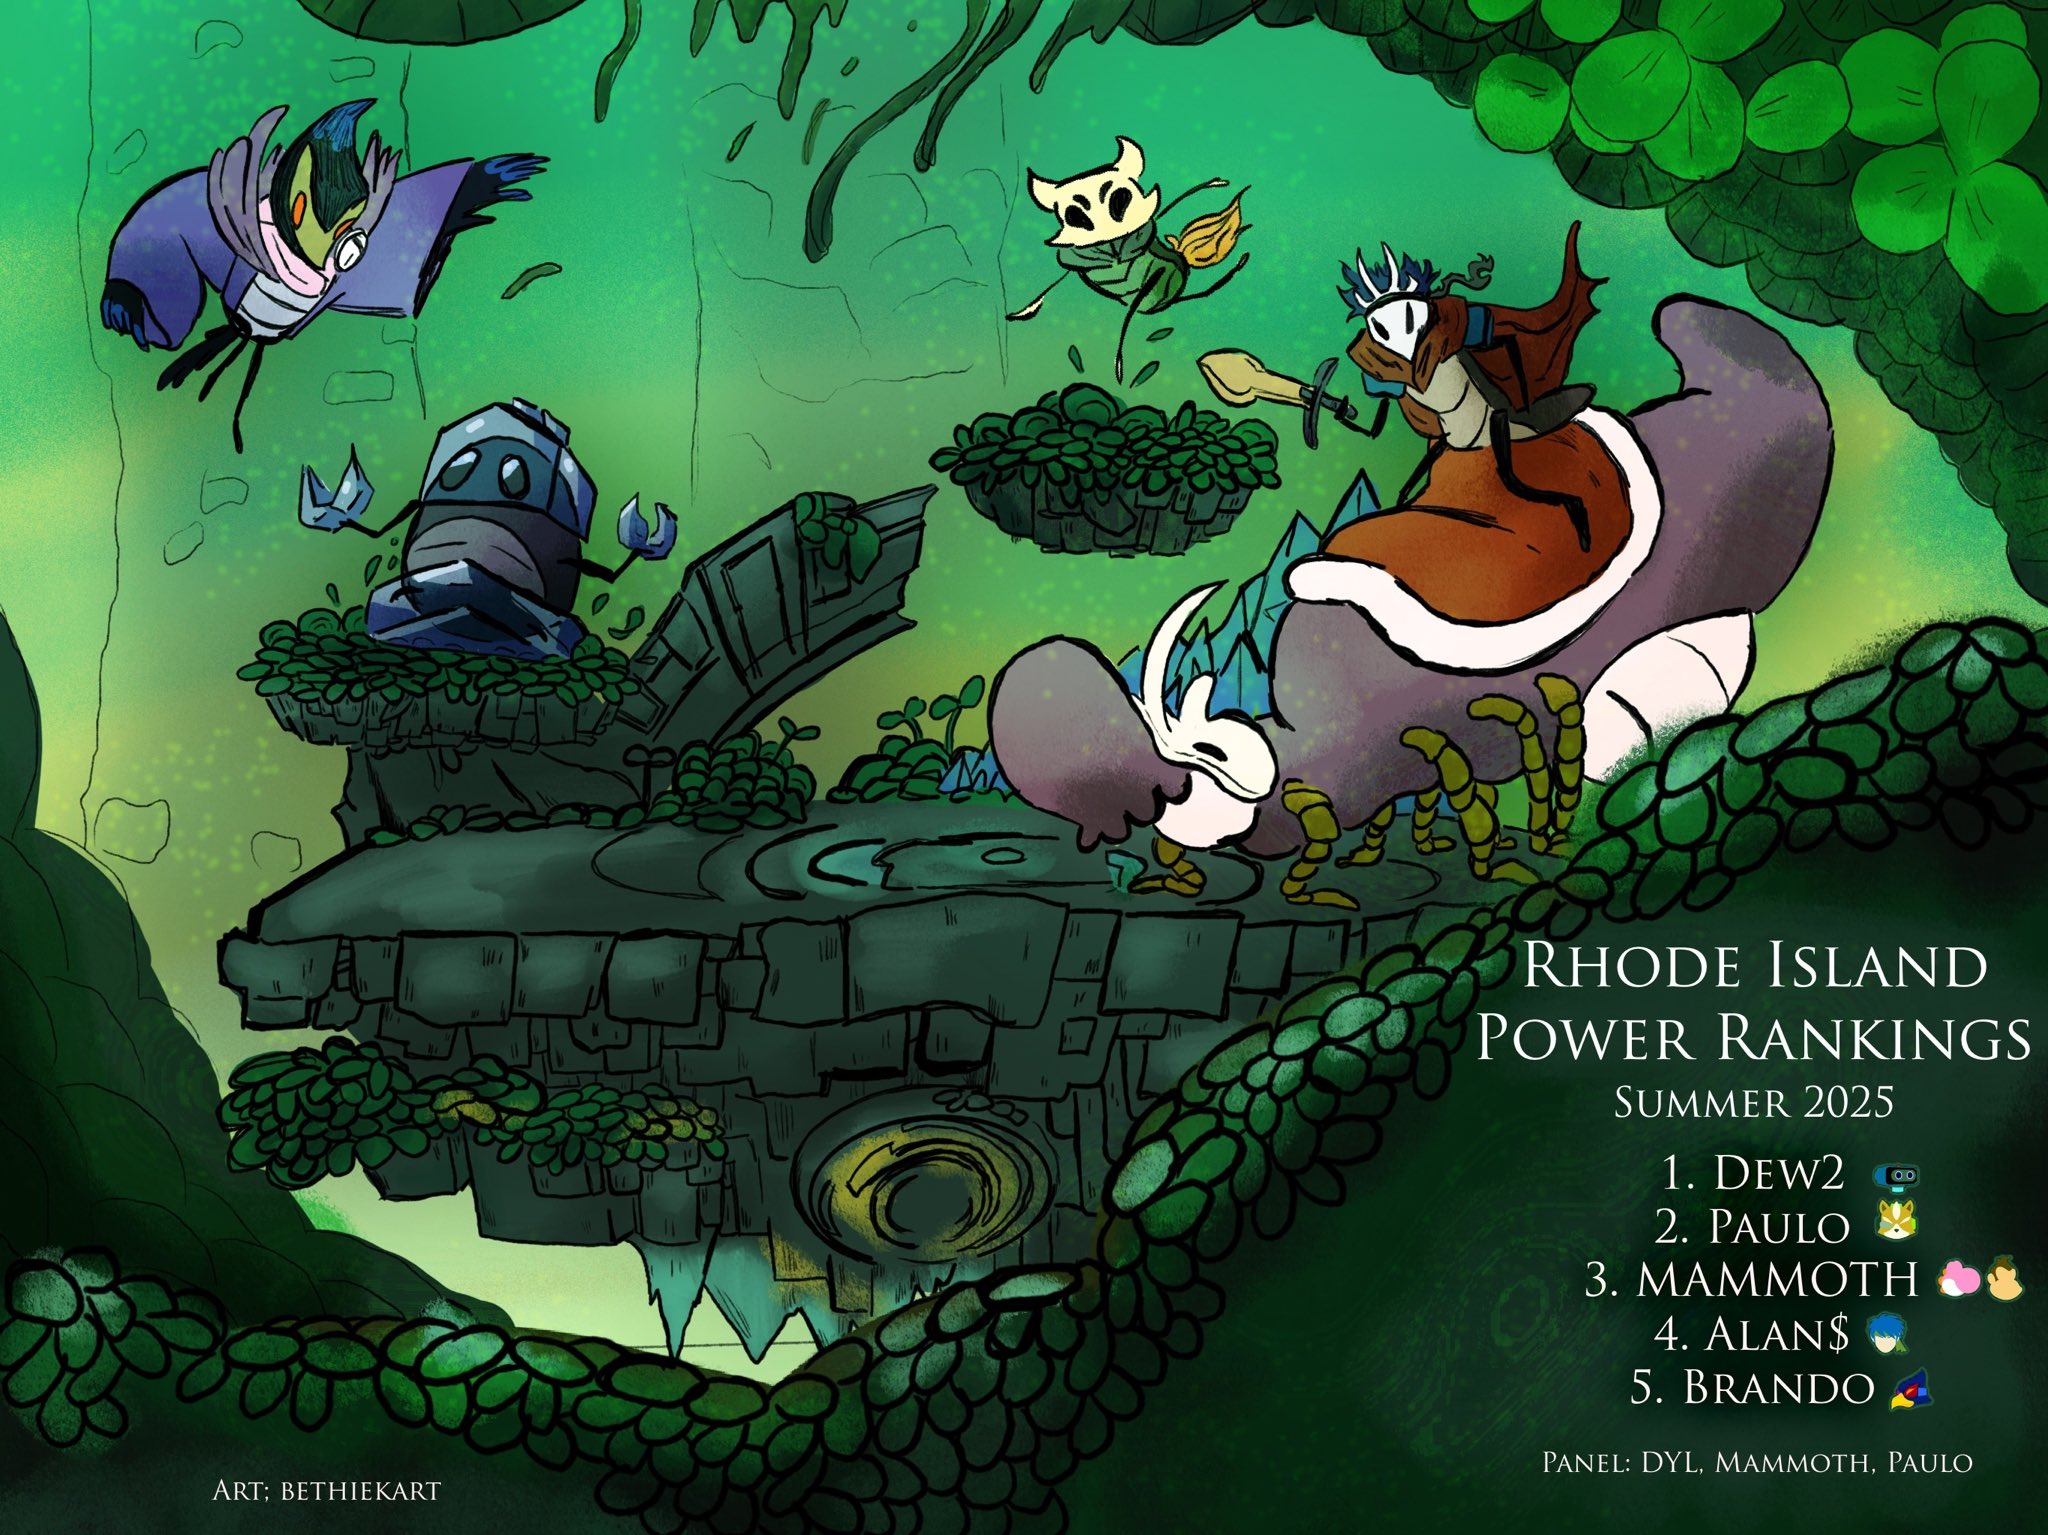 Rhode Island
Power Rankings
Summer 2025
1. Dew2
2. Paulo
3. MAMMOTH
4. Alan$
5. Brando
Panel: DYL, Mammoth, Paulo
Art; bethiekart